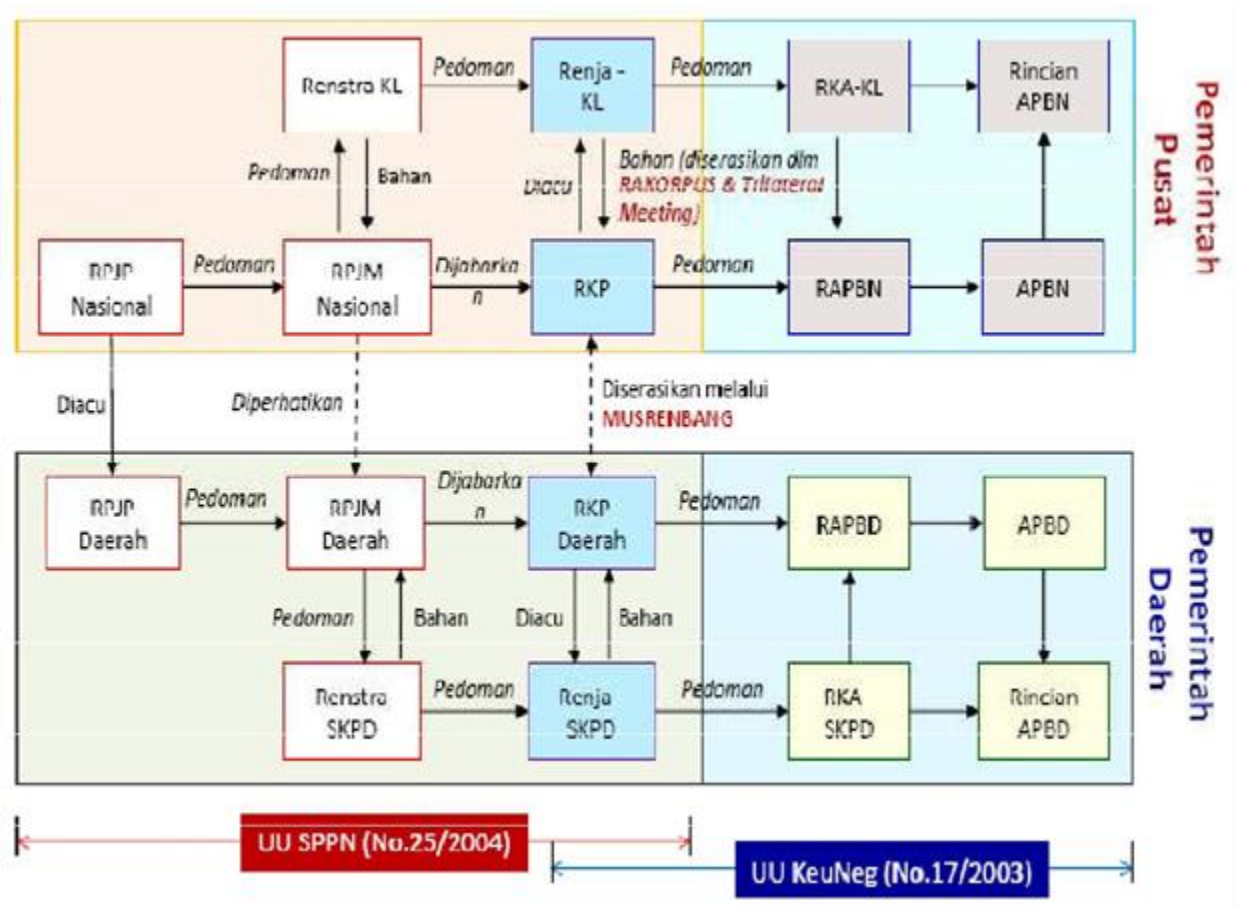 Renstra KL
Pedoman
Renja -
KL
Pedoman
RKA-KL
Rincian
APBN
Pedoman
Bahan
Diacu
Bahan (diserasikan dlm
RAKORPUS & Trilateral
Meeting)
RPJP
Nasional
Pedoman
RPJM
Nasional
Dijabarka
n
RKP
Pedoman
RAPBN
APBN
Pemerintah
Pusat
Diacu
Diperhatikan
Diserasikan melalui
MUSRENBANG
RPJP
Daerah
Pedoman
RPJM
Daerah
Dijabarka
n
RKP
Daerah
Pedoman
RAPBD
APBD
Pedoman
Bahan
Diacu
Bahan
Renstra
SKPD
Pedoman
Renja
SKPD
Pedoman
RKA
SKPD
Rincian
APBD
Pemerintah
Daerah
UU SPPN (No.25/2004)
UU KeuNeg (No.17/2003)